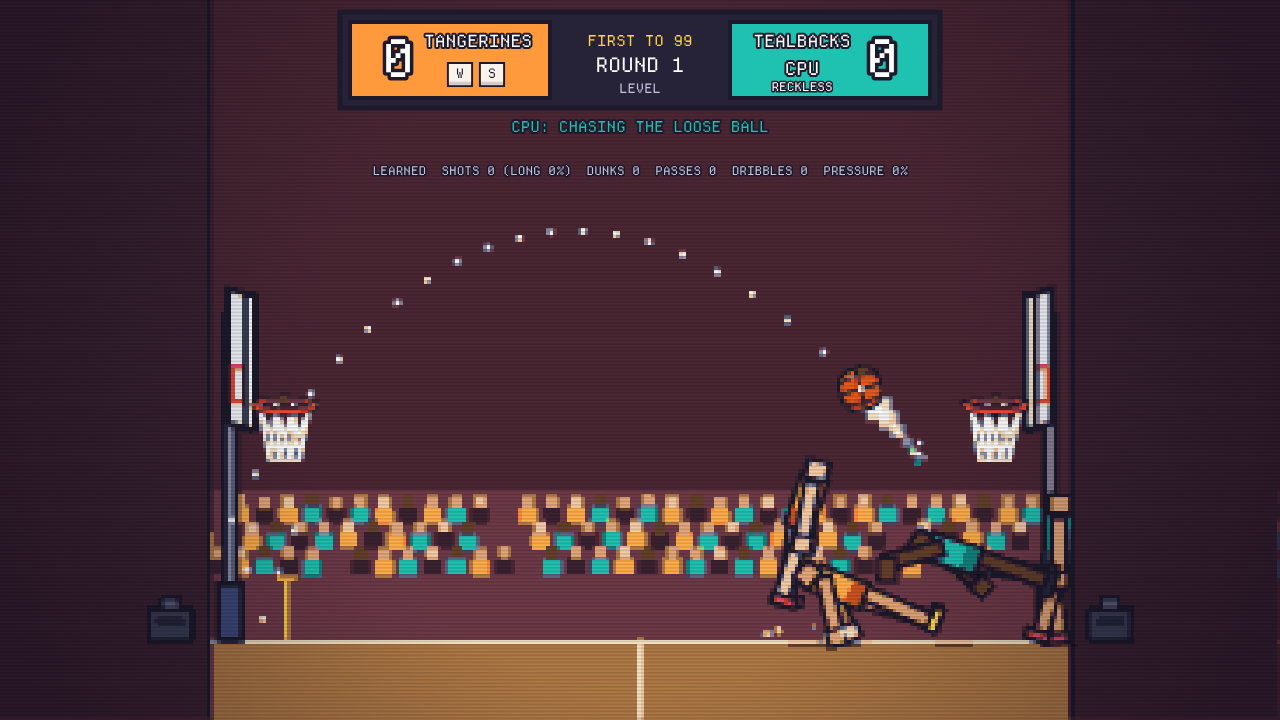 0 TANGERINES
W S
FIRST TO 99
ROUND 1
LEVEL
TEALBACKS 0
CPU
RECKLESS
CPU: CHASING THE LOOSE BALL
LEARNED SHOTS 0 (LONG 0%) DUNKS 0 PASSES 0 DRIBBLES 0 PRESSURE 0%